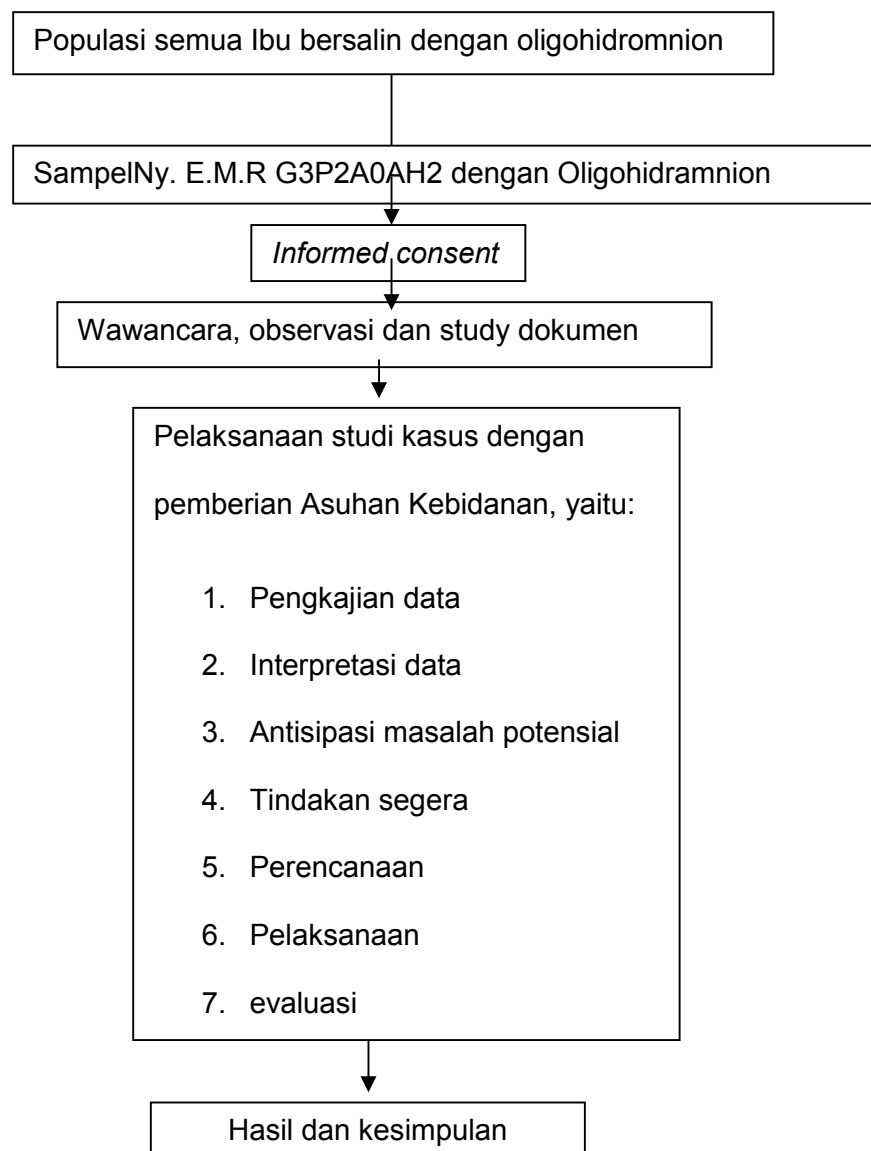 Populasi semua Ibu bersalin dengan oligohidromnion
SampelNy. E.M.R G3P2A0AH2 dengan Oligohidramnion
Informed consent
Wawancara, observasi dan study dokumen
Pelaksanaan studi kasus dengan
pemberian Asuhan Kebidanan, yaitu:
1. Pengkajian data
2. Interpretasi data
3. Antisipasi masalah potensial
4. Tindakan segera
5. Perencanaan
6. Pelaksanaan
7. evaluasi
Hasil dan kesimpulan